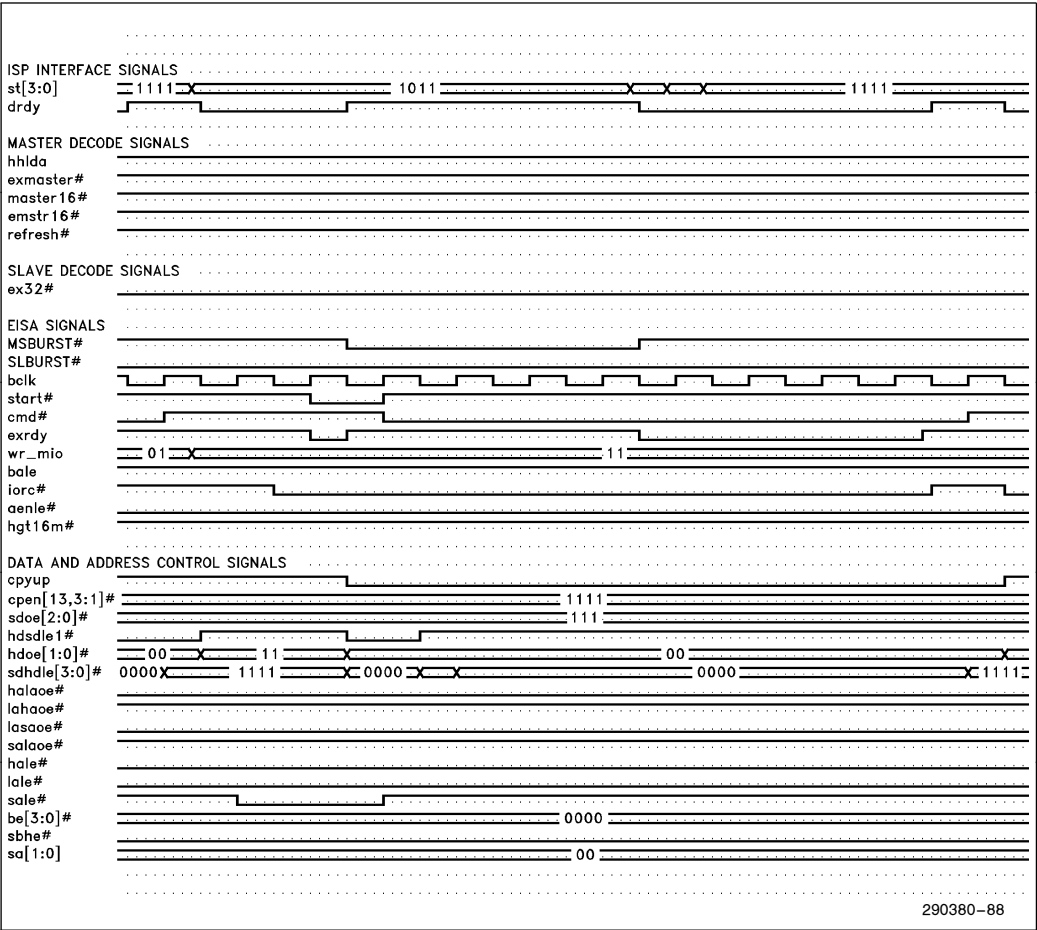 ISP INTERFACE SIGNALS
st[3:0] 1111 1011 1111
drdy
MASTER DECODE SIGNALS
hhlda
exmaster#
master16#
emstr16#
refresh#
SLAVE DECODE SIGNALS
ex32#
EISA SIGNALS
MSBURST#
SLBURST#
bclk
start#
cmd#
exrdy
wr_mio 01 11
bale
iorc#
aenle#
hgt16m#
DATA AND ADDRESS CONTROL SIGNALS
cpyup
cpen[13,3:1]# 1111
sdoe[2:0]# 111
hdsdle1#
hdoe[1:0]# 00 11 00
sdhdle[3:0]# 0000 1111 0000 0000 1111
halaoe#
lahaoe#
lasaoe#
salaoe#
hale#
lale#
sale#
be[3:0]# 0000
sbhe#
sa[1:0] 00
290380-88